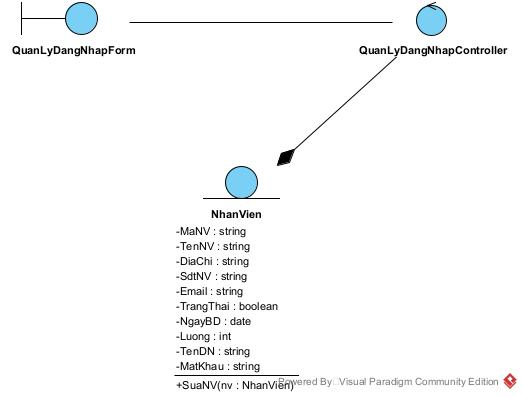 QuanLyDangNhapForm
QuanLyDangNhapController
NhanVien
-MaNV : string
-TenNV : string
-DiaChi : string
-SdtNV : string
-Email : string
-TrangThai : boolean
-NgayBD : date
-Luong : int
-TenDN : string
-MatKhau : string
+SuaNV(nv : NhanVien)
Powered By Visual Paradigm Community Edition